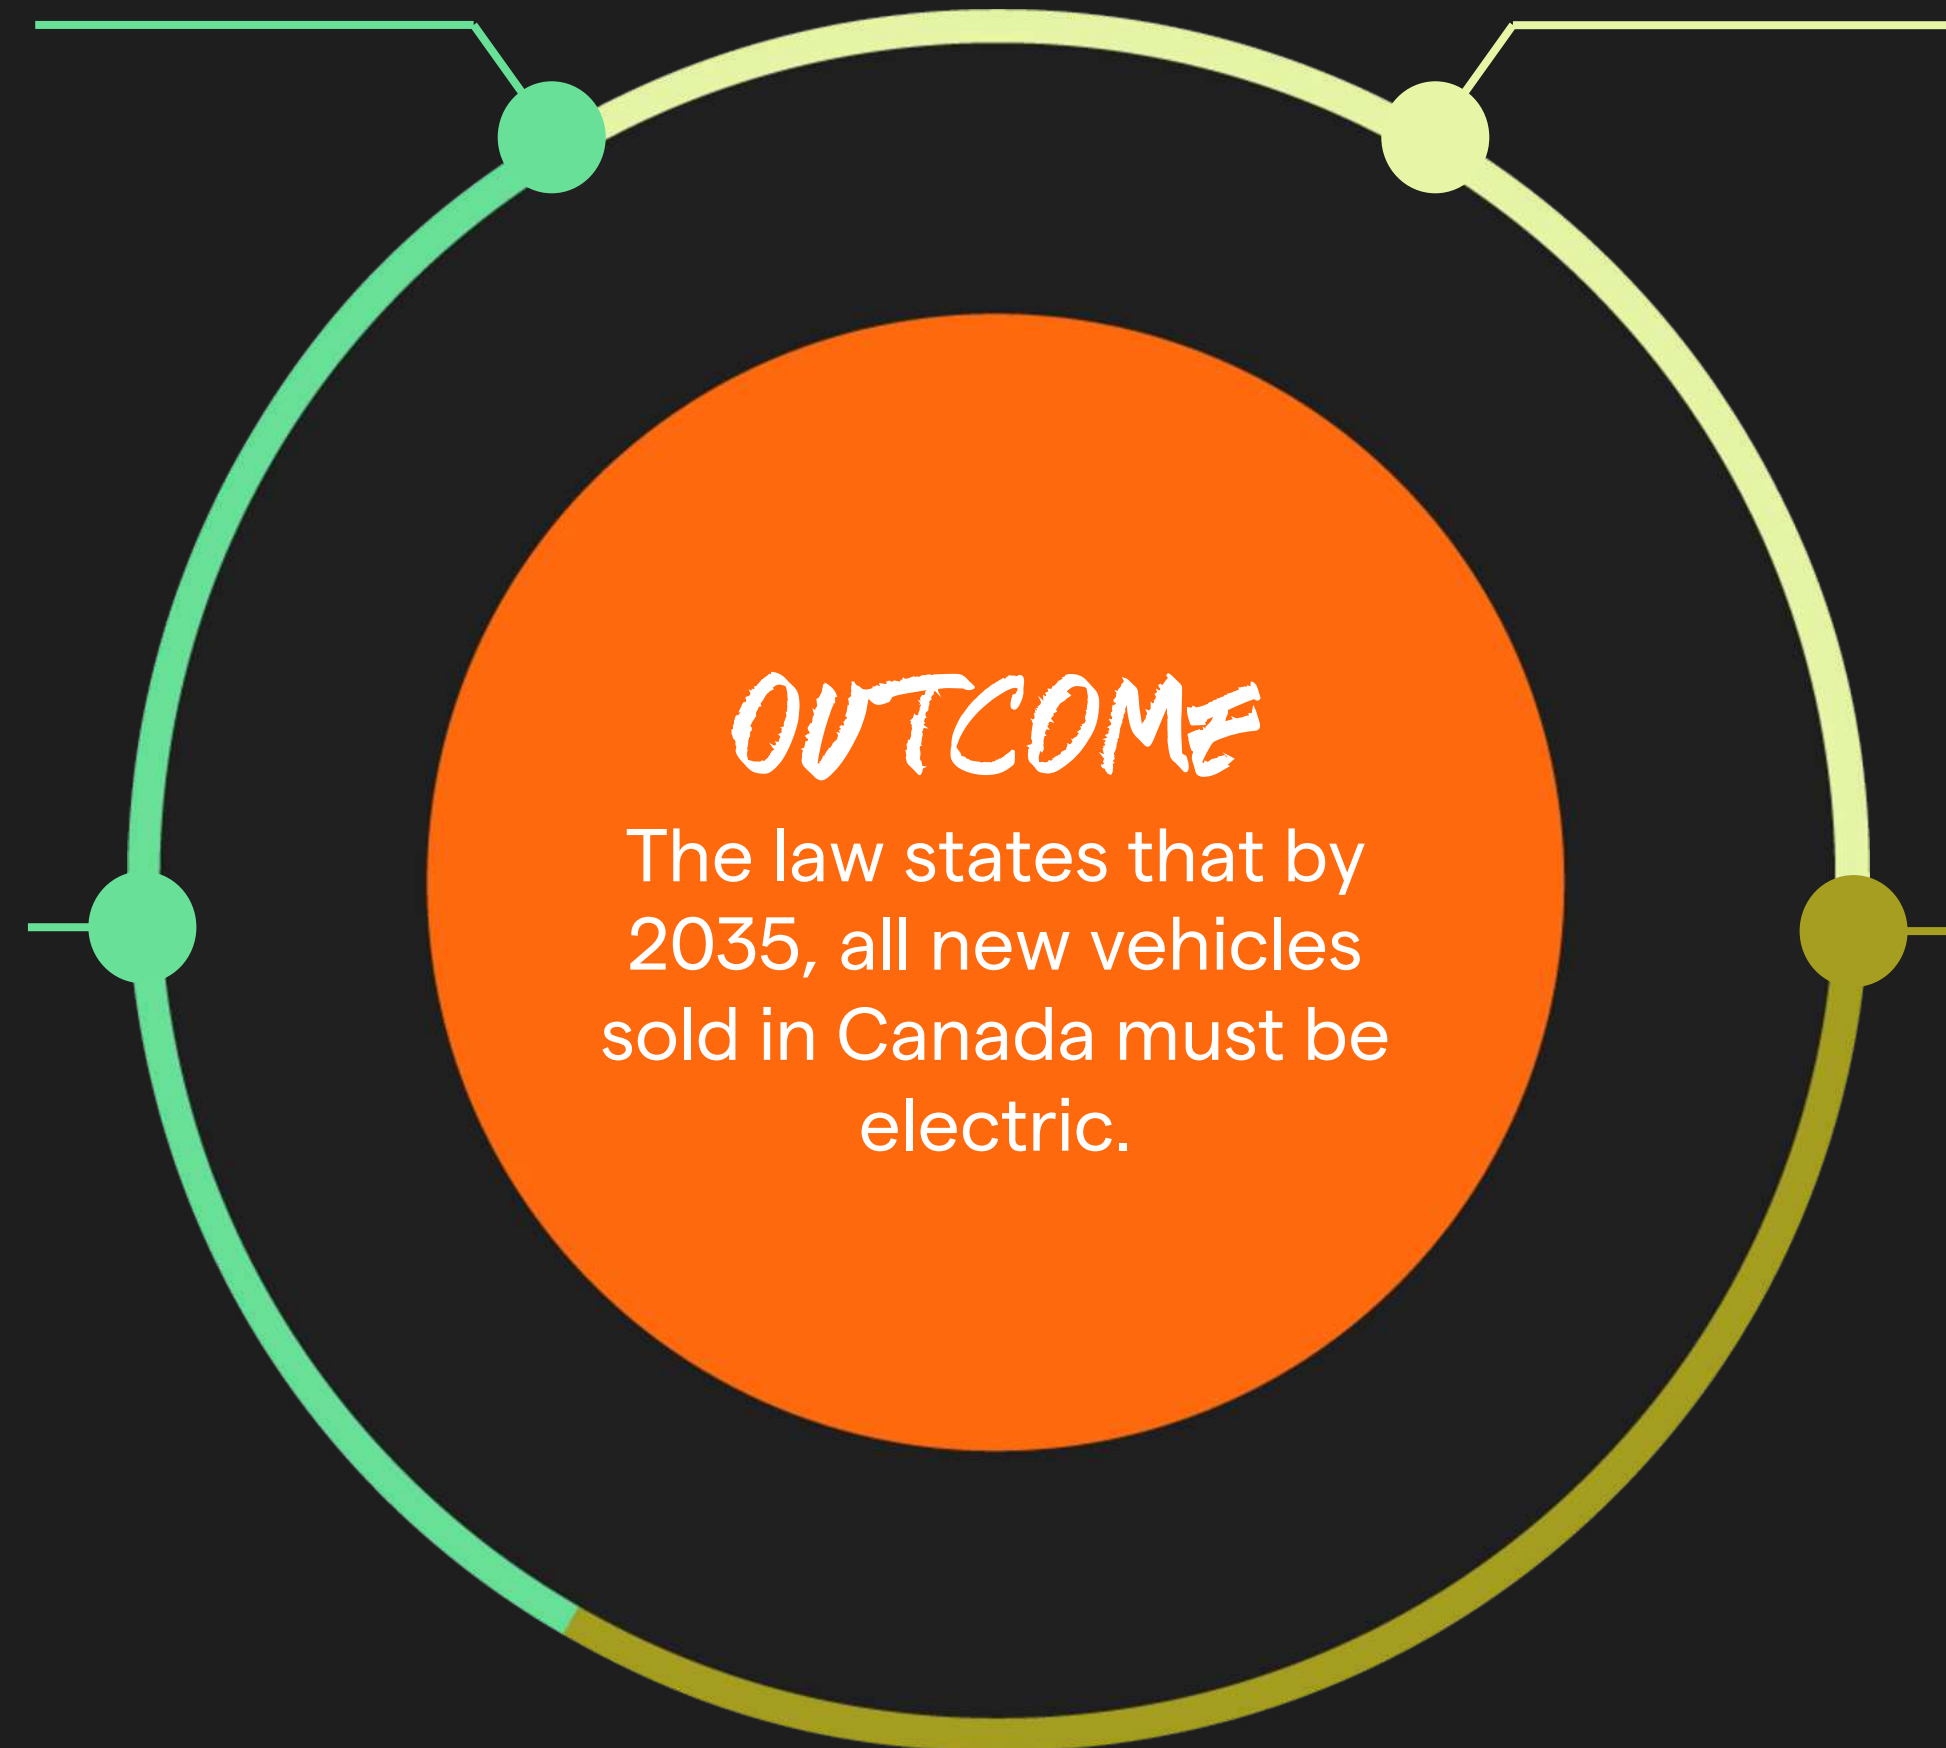 OUTCOME
The law states that by
2035, all new vehicles
sold in Canada must be
electric.